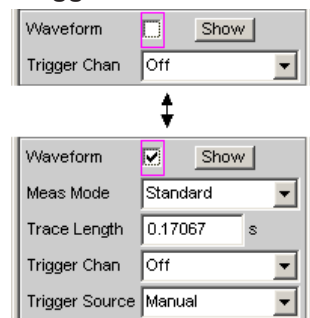 Waveform Show
Trigger Chan Off
Waveform Show
Meas Mode Standard
Trace Length 0.17067 s
Trigger Chan Off
Trigger Source Manual